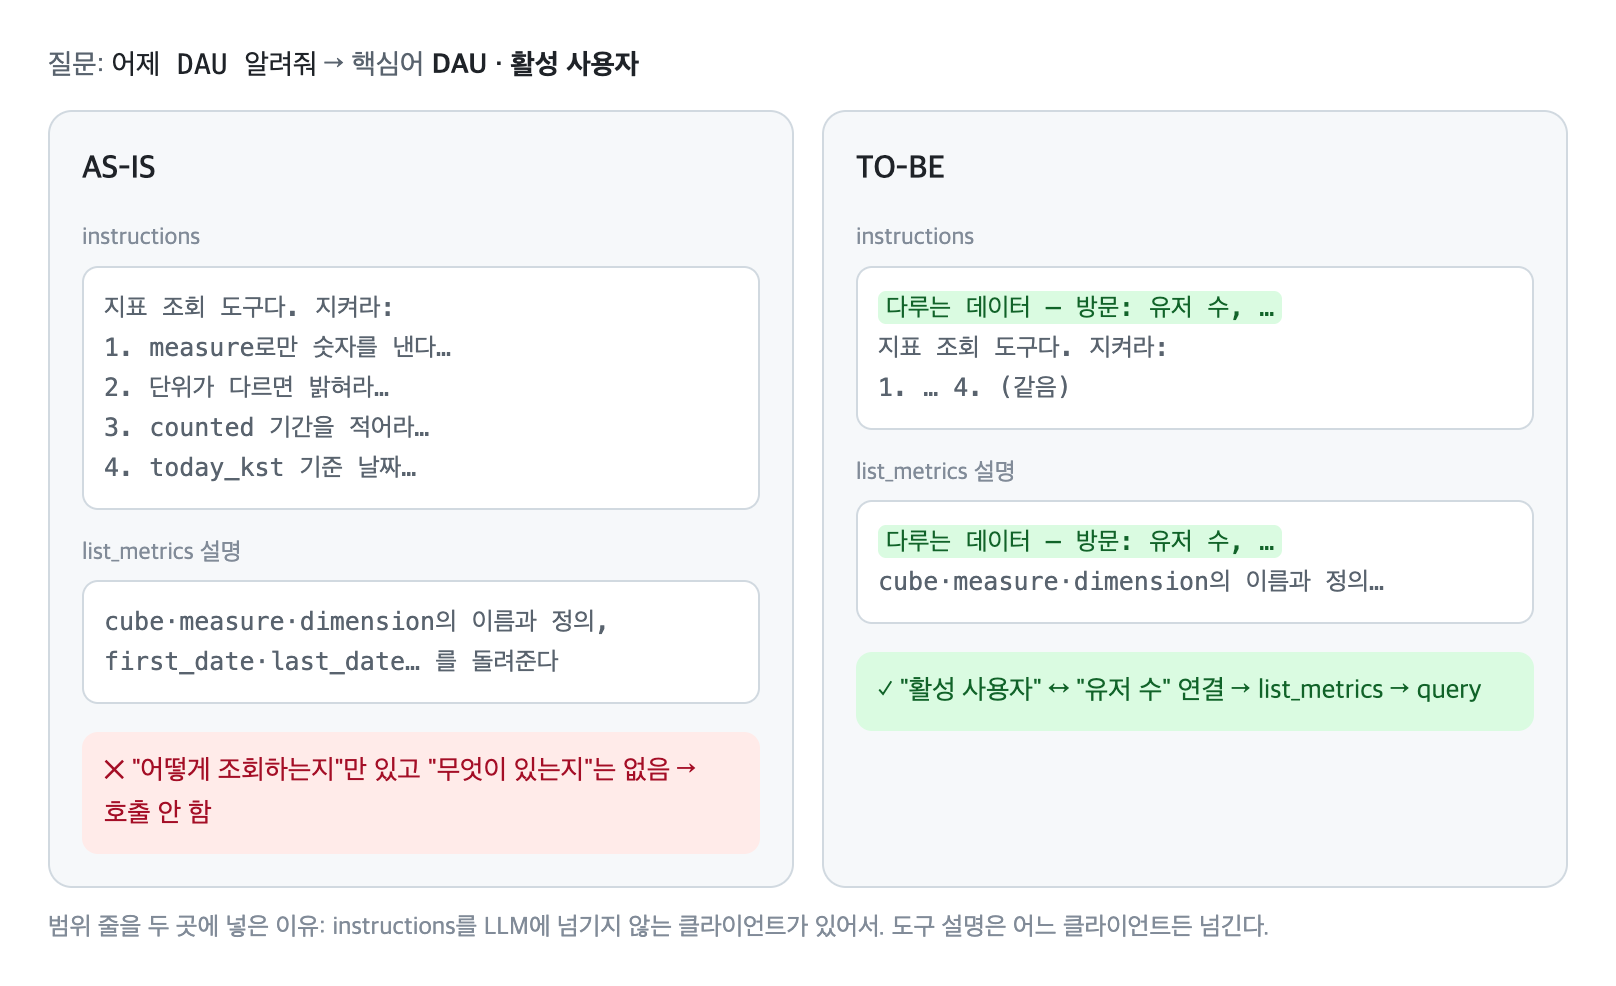 질문: 어제 DAU 알려줘 → 핵심어 DAU · 활성 사용자
AS-IS
instructions
지표 조회 도구다. 지켜라:
1. measure로만 숫자를 낸다…
2. 단위가 다르면 밝혀라…
3. counted 기간을 적어라…
4. today_kst 기준 날짜…
list_metrics 설명
cube·measure·dimension의 이름과 정의,
first_date·last_date… 를 돌려준다
✕ "어떻게 조회하는지"만 있고 "무엇이 있는지"는 없음 →
호출 안 함
TO-BE
instructions
다루는 데이터 — 방문: 유저 수, …
지표 조회 도구다. 지켜라:
1. … 4. (같음)
list_metrics 설명
다루는 데이터 — 방문: 유저 수, …
cube·measure·dimension의 이름과 정의…
✓ "활성 사용자" ↔ "유저 수" 연결 → list_metrics → query
범위 줄을 두 곳에 넣은 이유: instructions를 LLM에 넘기지 않는 클라이언트가 있어서. 도구 설명은 어느 클라이언트든 넘긴다.